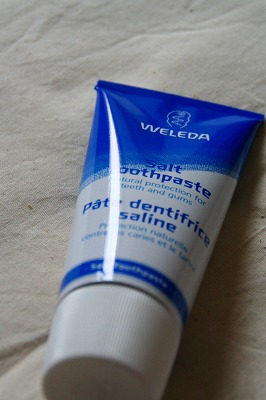 WELEDA
Salt
Toothpaste
Natural protection for
teeth and gums
Pâte dentifrice
saline
Protection naturelle
contre les caries et le tartre
Salt Toothpaste